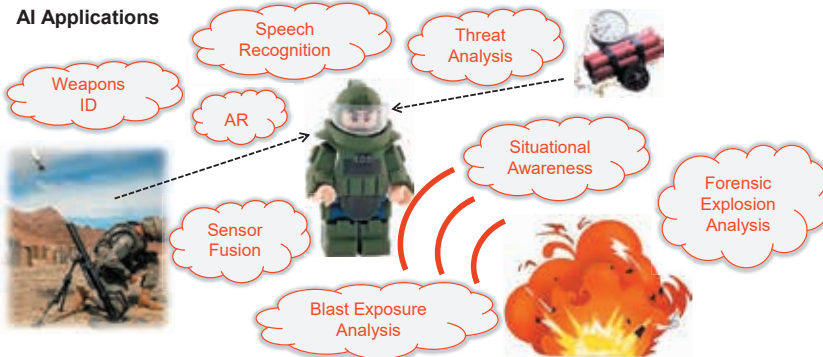 AI Applications
Speech
Recognition
Threat
Analysis
Weapons
ID
AR
Situational
Awareness
Forensic
Explosion
Analysis
Sensor
Fusion
Blast Exposure
Analysis